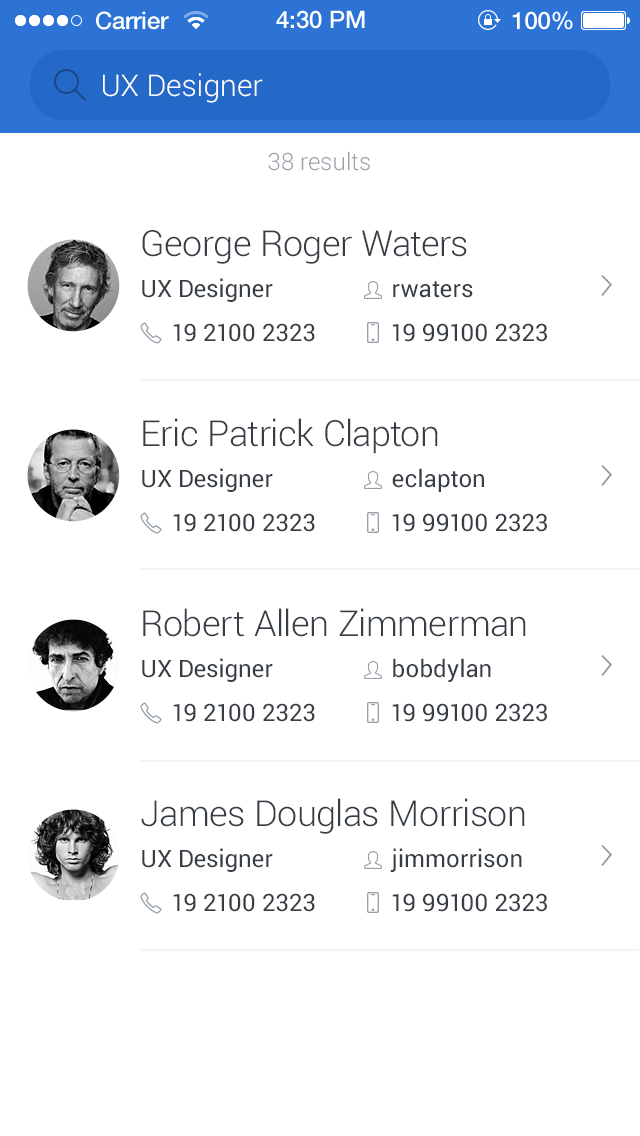 Carrier 4:30 PM 100%
UX Designer
38 results
George Roger Waters
UX Designer rwaters
19 2100 2323 19 99100 2323
Eric Patrick Clapton
UX Designer eclapton
19 2100 2323 19 99100 2323
Robert Allen Zimmerman
UX Designer bobdylan
19 2100 2323 19 99100 2323
James Douglas Morrison
UX Designer jimmorrison
19 2100 2323 19 99100 2323